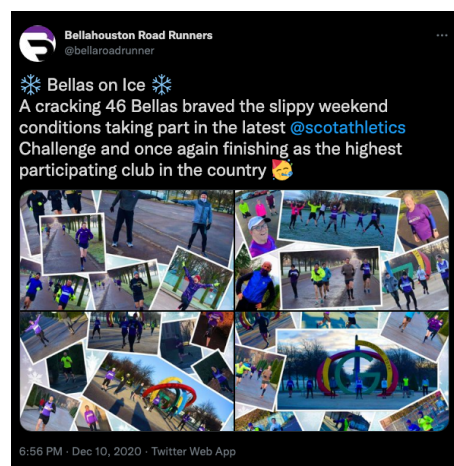 Bellahouston Road Runners
@bellaroadrunner
❄️ Bellas on Ice ❄️
A cracking 46 Bellas braved the slippy weekend
conditions taking part in the latest @scotathletics
Challenge and once again finishing as the highest
participating club in the country 🥳
6:56 PM · Dec 10, 2020 · Twitter Web App